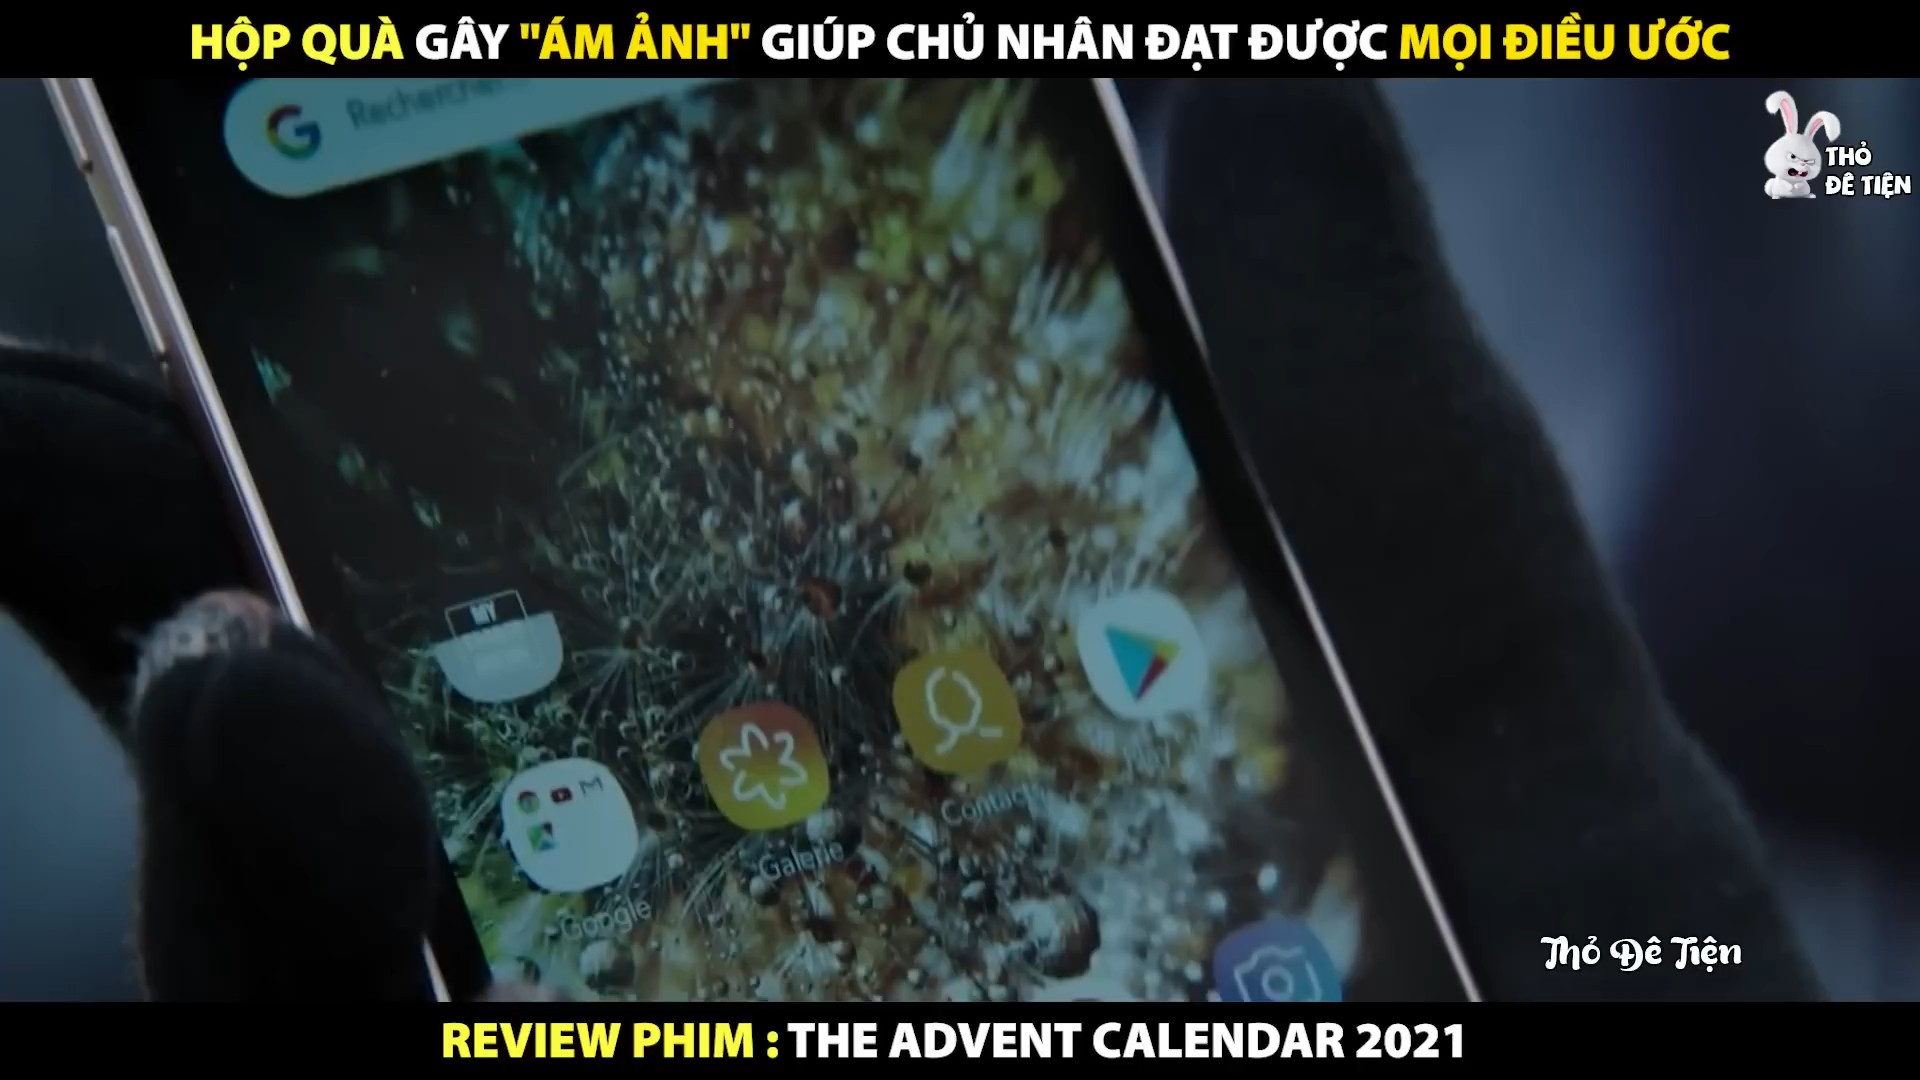 HỘP QUÀ GÂY "ÁM ẢNH" GIÚP CHỦ NHÂN ĐẠT ĐƯỢC MỌI ĐIỀU ƯỚC
THỎ
ĐÊ TIỆN
MY
Contacts
Galerie
Google
Thỏ Đê Tiện
REVIEW PHIM : THE ADVENT CALENDAR 2021